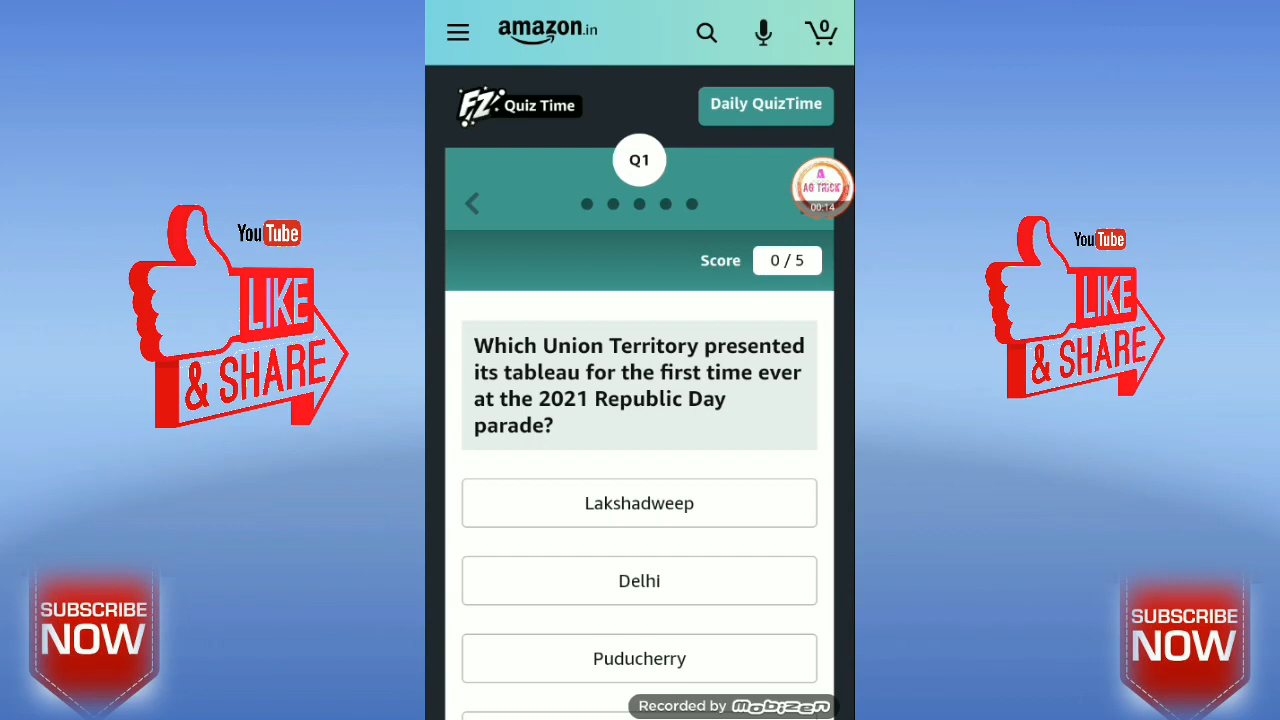 amazon.in
0
FZ Quiz Time
Daily QuizTime
Q1
A
AG TRICK
00:14
Score 0 / 5
Which Union Territory presented
its tableau for the first time ever
at the 2021 Republic Day
parade?
Lakshadweep
Delhi
Puducherry
Recorded by Mobizen
YouTube
LIKE
& SHARE
SUBSCRIBE
NOW
YouTube
LIKE
& SHARE
SUBSCRIBE
NOW